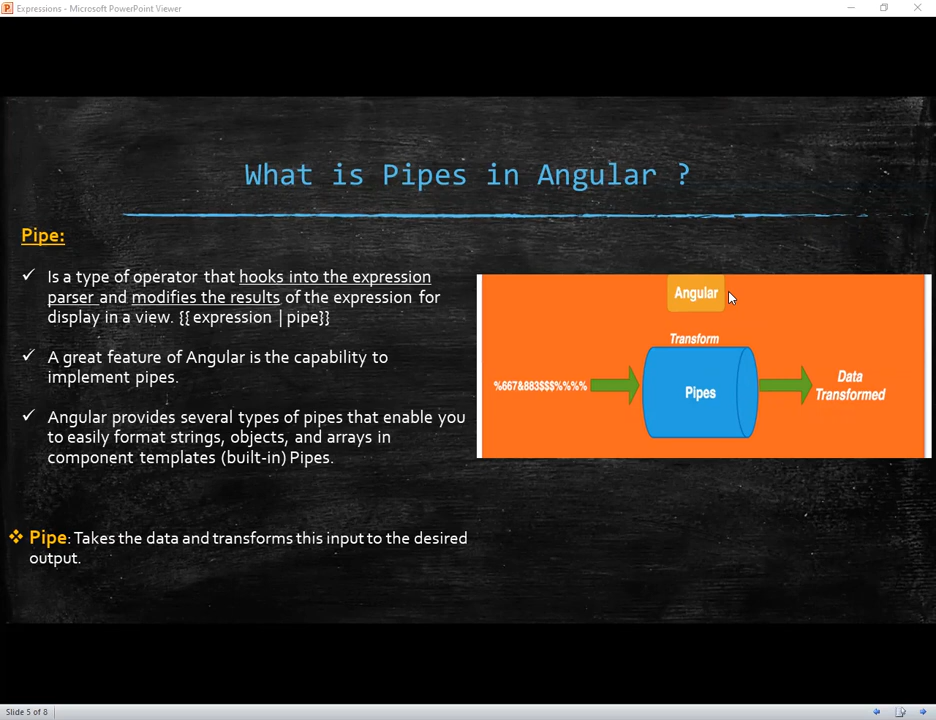 Expressions - Microsoft PowerPoint Viewer
What is Pipes in Angular ?
Pipe:
✓ Is a type of operator that hooks into the expression
parser and modifies the results of the expression for
display in a view. {{ expression | pipe}}
✓ A great feature of Angular is the capability to
implement pipes.
✓ Angular provides several types of pipes that enable you
to easily format strings, objects, and arrays in
component templates (built-in) Pipes.
❖ Pipe: Takes the data and transforms this input to the desired
output.
Angular
Transform
%667&883$$$%%%%
Pipes
Data
Transformed
Slide 5 of 8